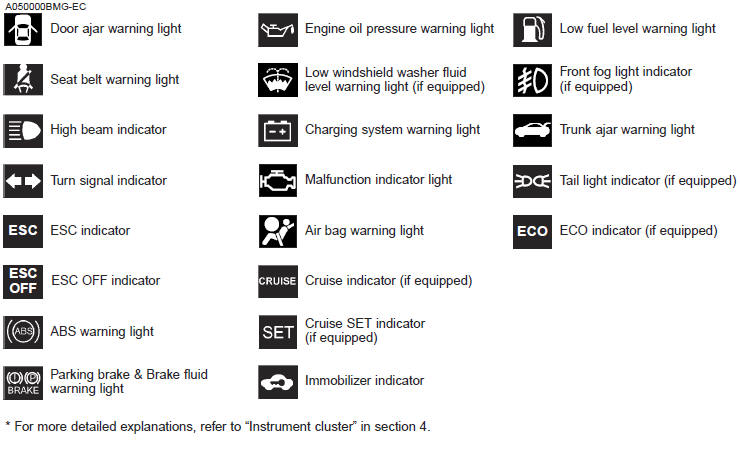 A050000BMG-EC
Door ajar warning light
Seat belt warning light
High beam indicator
Turn signal indicator
ESC
ESC indicator
ESC
OFF
ESC OFF indicator
ABS
ABS warning light
BRAKE
Parking brake & Brake fluid
warning light
Engine oil pressure warning light
Low windshield washer fluid
level warning light (if equipped)
Charging system warning light
Malfunction indicator light
Air bag warning light
CRUISE
Cruise indicator (if equipped)
SET
Cruise SET indicator
(if equipped)
Immobilizer indicator
Low fuel level warning light
Front fog light indicator
(if equipped)
Trunk ajar warning light
Tail light indicator (if equipped)
ECO
ECO indicator (if equipped)
* For more detailed explanations, refer to “Instrument cluster” in section 4.